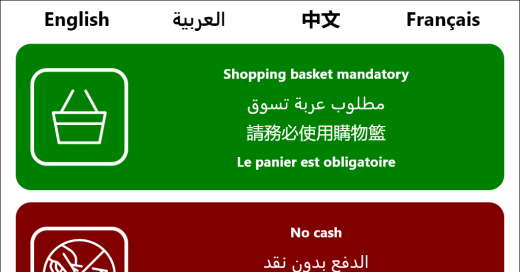 English العربية 中文 Français
Shopping basket mandatory
مطلوب عربة تسوق
請務必使用購物籃
Le panier est obligatoire
No cash
الدفع بدون نقد